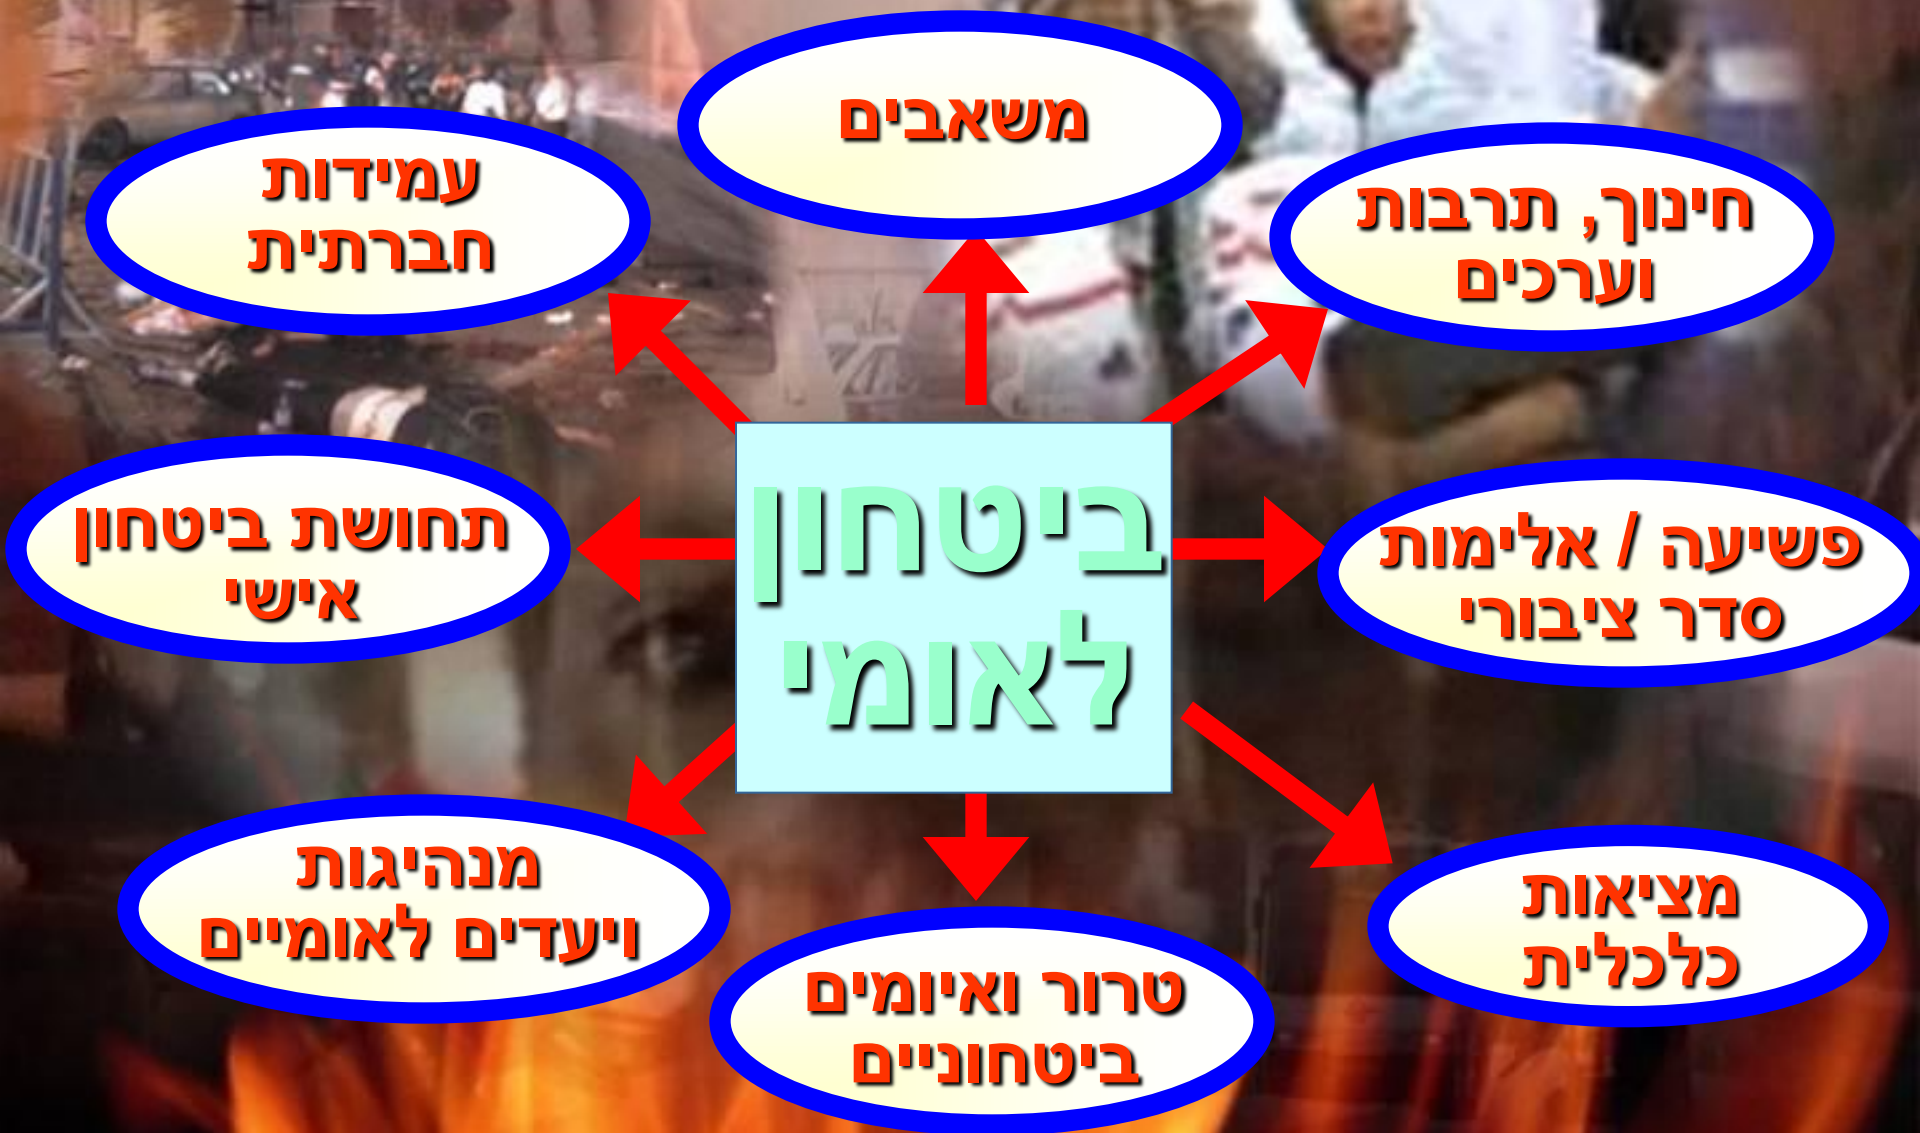 משאבים
חינוך, תרבות
וערכים
עמידות
חברתית
ביטחון
לאומי
פשיעה / אלימות
סדר ציבורי
תחושת ביטחון
אישי
מציאות
כלכלית
טרור ואיומים
ביטחוניים
מנהיגות
ויעדים לאומיים